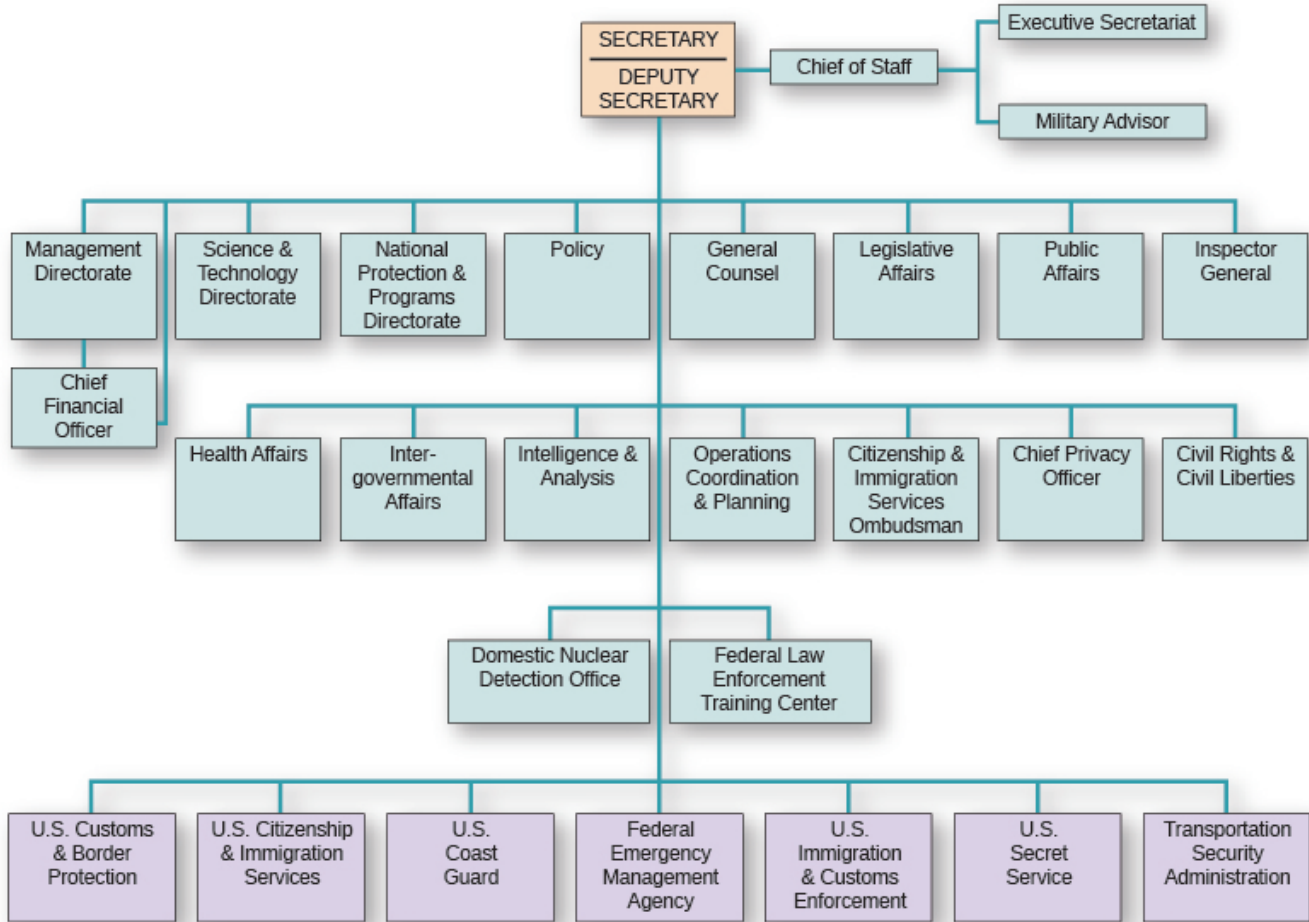 SECRETARY
DEPUTY
SECRETARY
Chief of Staff
Executive Secretariat
Military Advisor
Management
Directorate
Science &
Technology
Directorate
National
Protection &
Programs
Directorate
Policy
General
Counsel
Legislative
Affairs
Public
Affairs
Inspector
General
Chief
Financial
Officer
Health Affairs
Inter-
governmental
Affairs
Intelligence &
Analysis
Operations
Coordination
& Planning
Citizenship &
Immigration
Services
Ombudsman
Chief Privacy
Officer
Civil Rights &
Civil Liberties
Domestic Nuclear
Detection Office
Federal Law
Enforcement
Training Center
U.S. Customs
& Border
Protection
U.S. Citizenship
& Immigration
Services
U.S.
Coast
Guard
Federal
Emergency
Management
Agency
U.S.
Immigration
& Customs
Enforcement
U.S.
Secret
Service
Transportation
Security
Administration